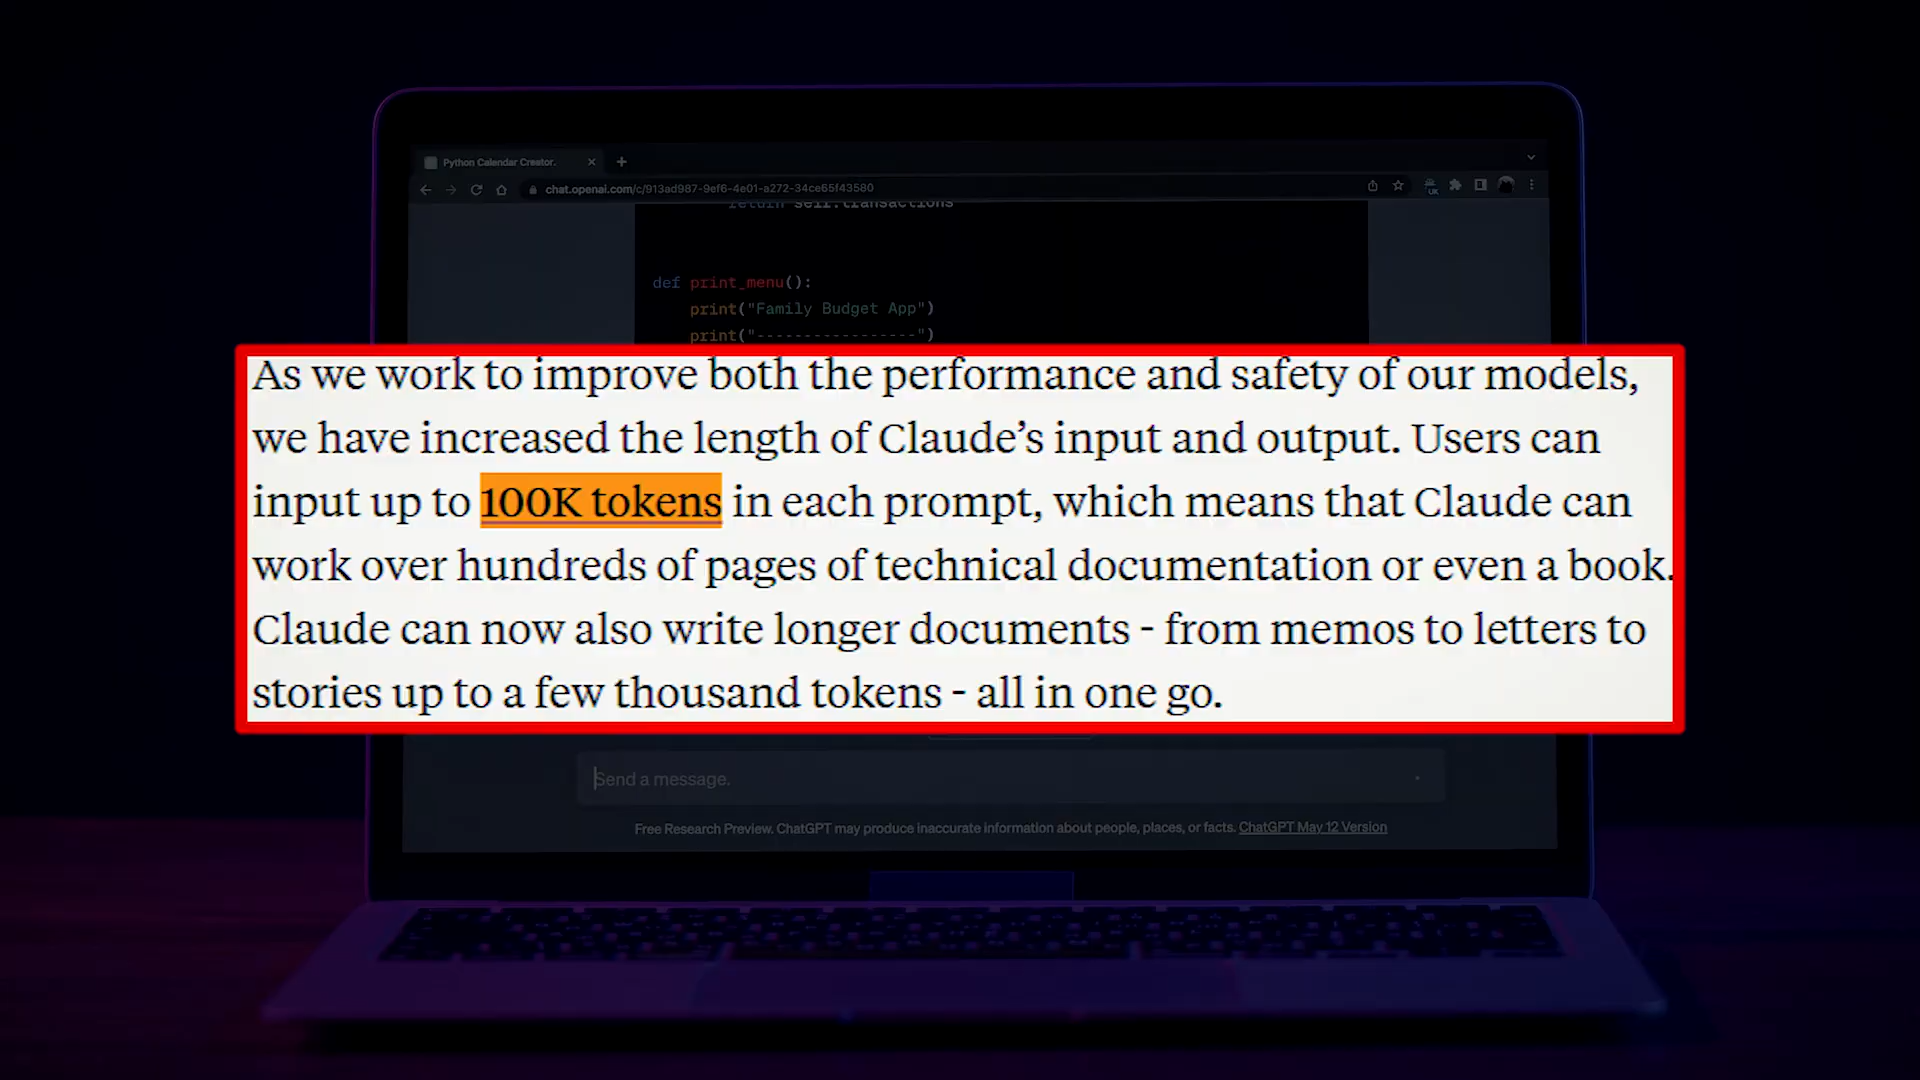 Python Calendar Creator.
chat.openai.com/c/913ad987-9ef6-4e01-a272-34ce65f43580
UK
return self.transactions
def print_menu():
print("Family Budget App")
print("-----------------")
As we work to improve both the performance and safety of our models,
we have increased the length of Claude’s input and output. Users can
input up to 100K tokens in each prompt, which means that Claude can
work over hundreds of pages of technical documentation or even a book.
Claude can now also write longer documents - from memos to letters to
stories up to a few thousand tokens - all in one go.
Send a message.
Free Research Preview. ChatGPT may produce inaccurate information about people, places, or facts. ChatGPT May 12 Version